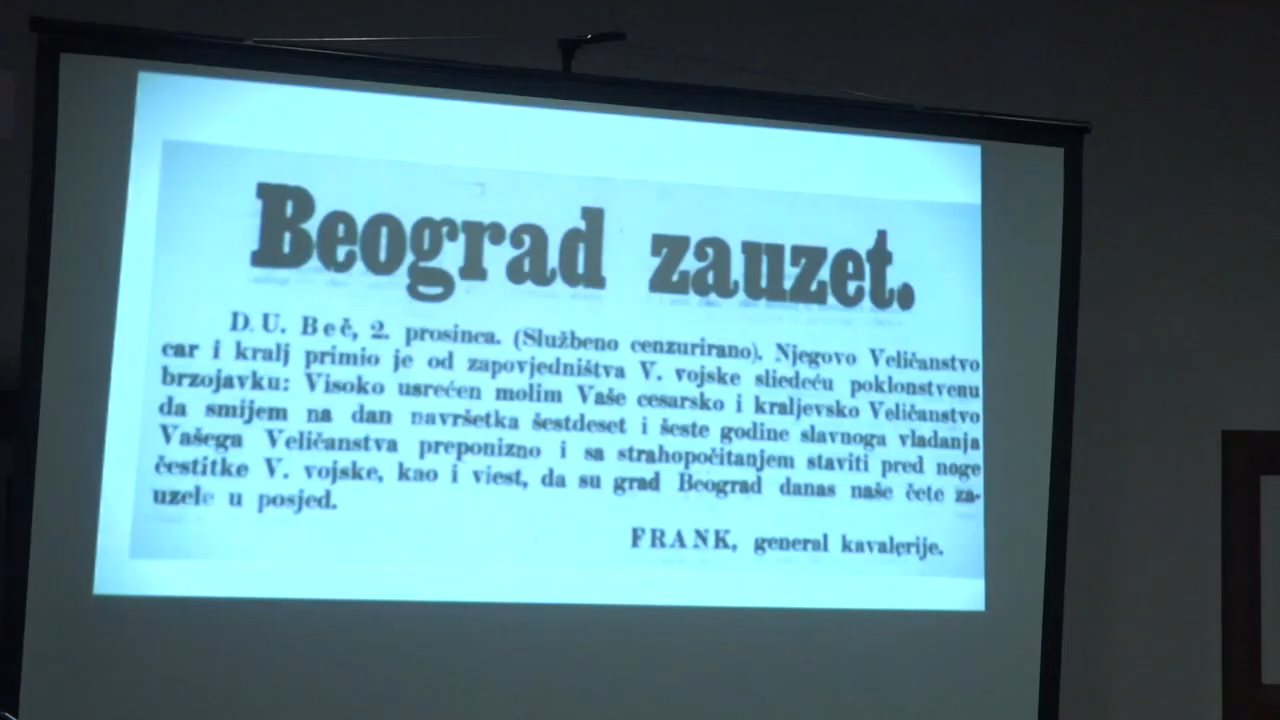 Beograd zauzet.
D. U. Beč, 2. prosinca. (Službeno cenzurirano). Njegovo Veličanstvo
car i kralj primio je od zapovjedništva V. vojske sliedeću poklonstvenu
brzojavku: Visoko usrećen molim Vaše cesarsko i kraljevsko Veličanstvo
da smijem na dan navršetka šestdeset i šeste godine slavnoga vladanja
Vašega Veličanstva preponizno i sa strahopočitanjem staviti pred noge
čestitke V. vojske, kao i viest, da su grad Beograd danas naše čete za-
uzele u posjed.
FRANK, general kavalerije.